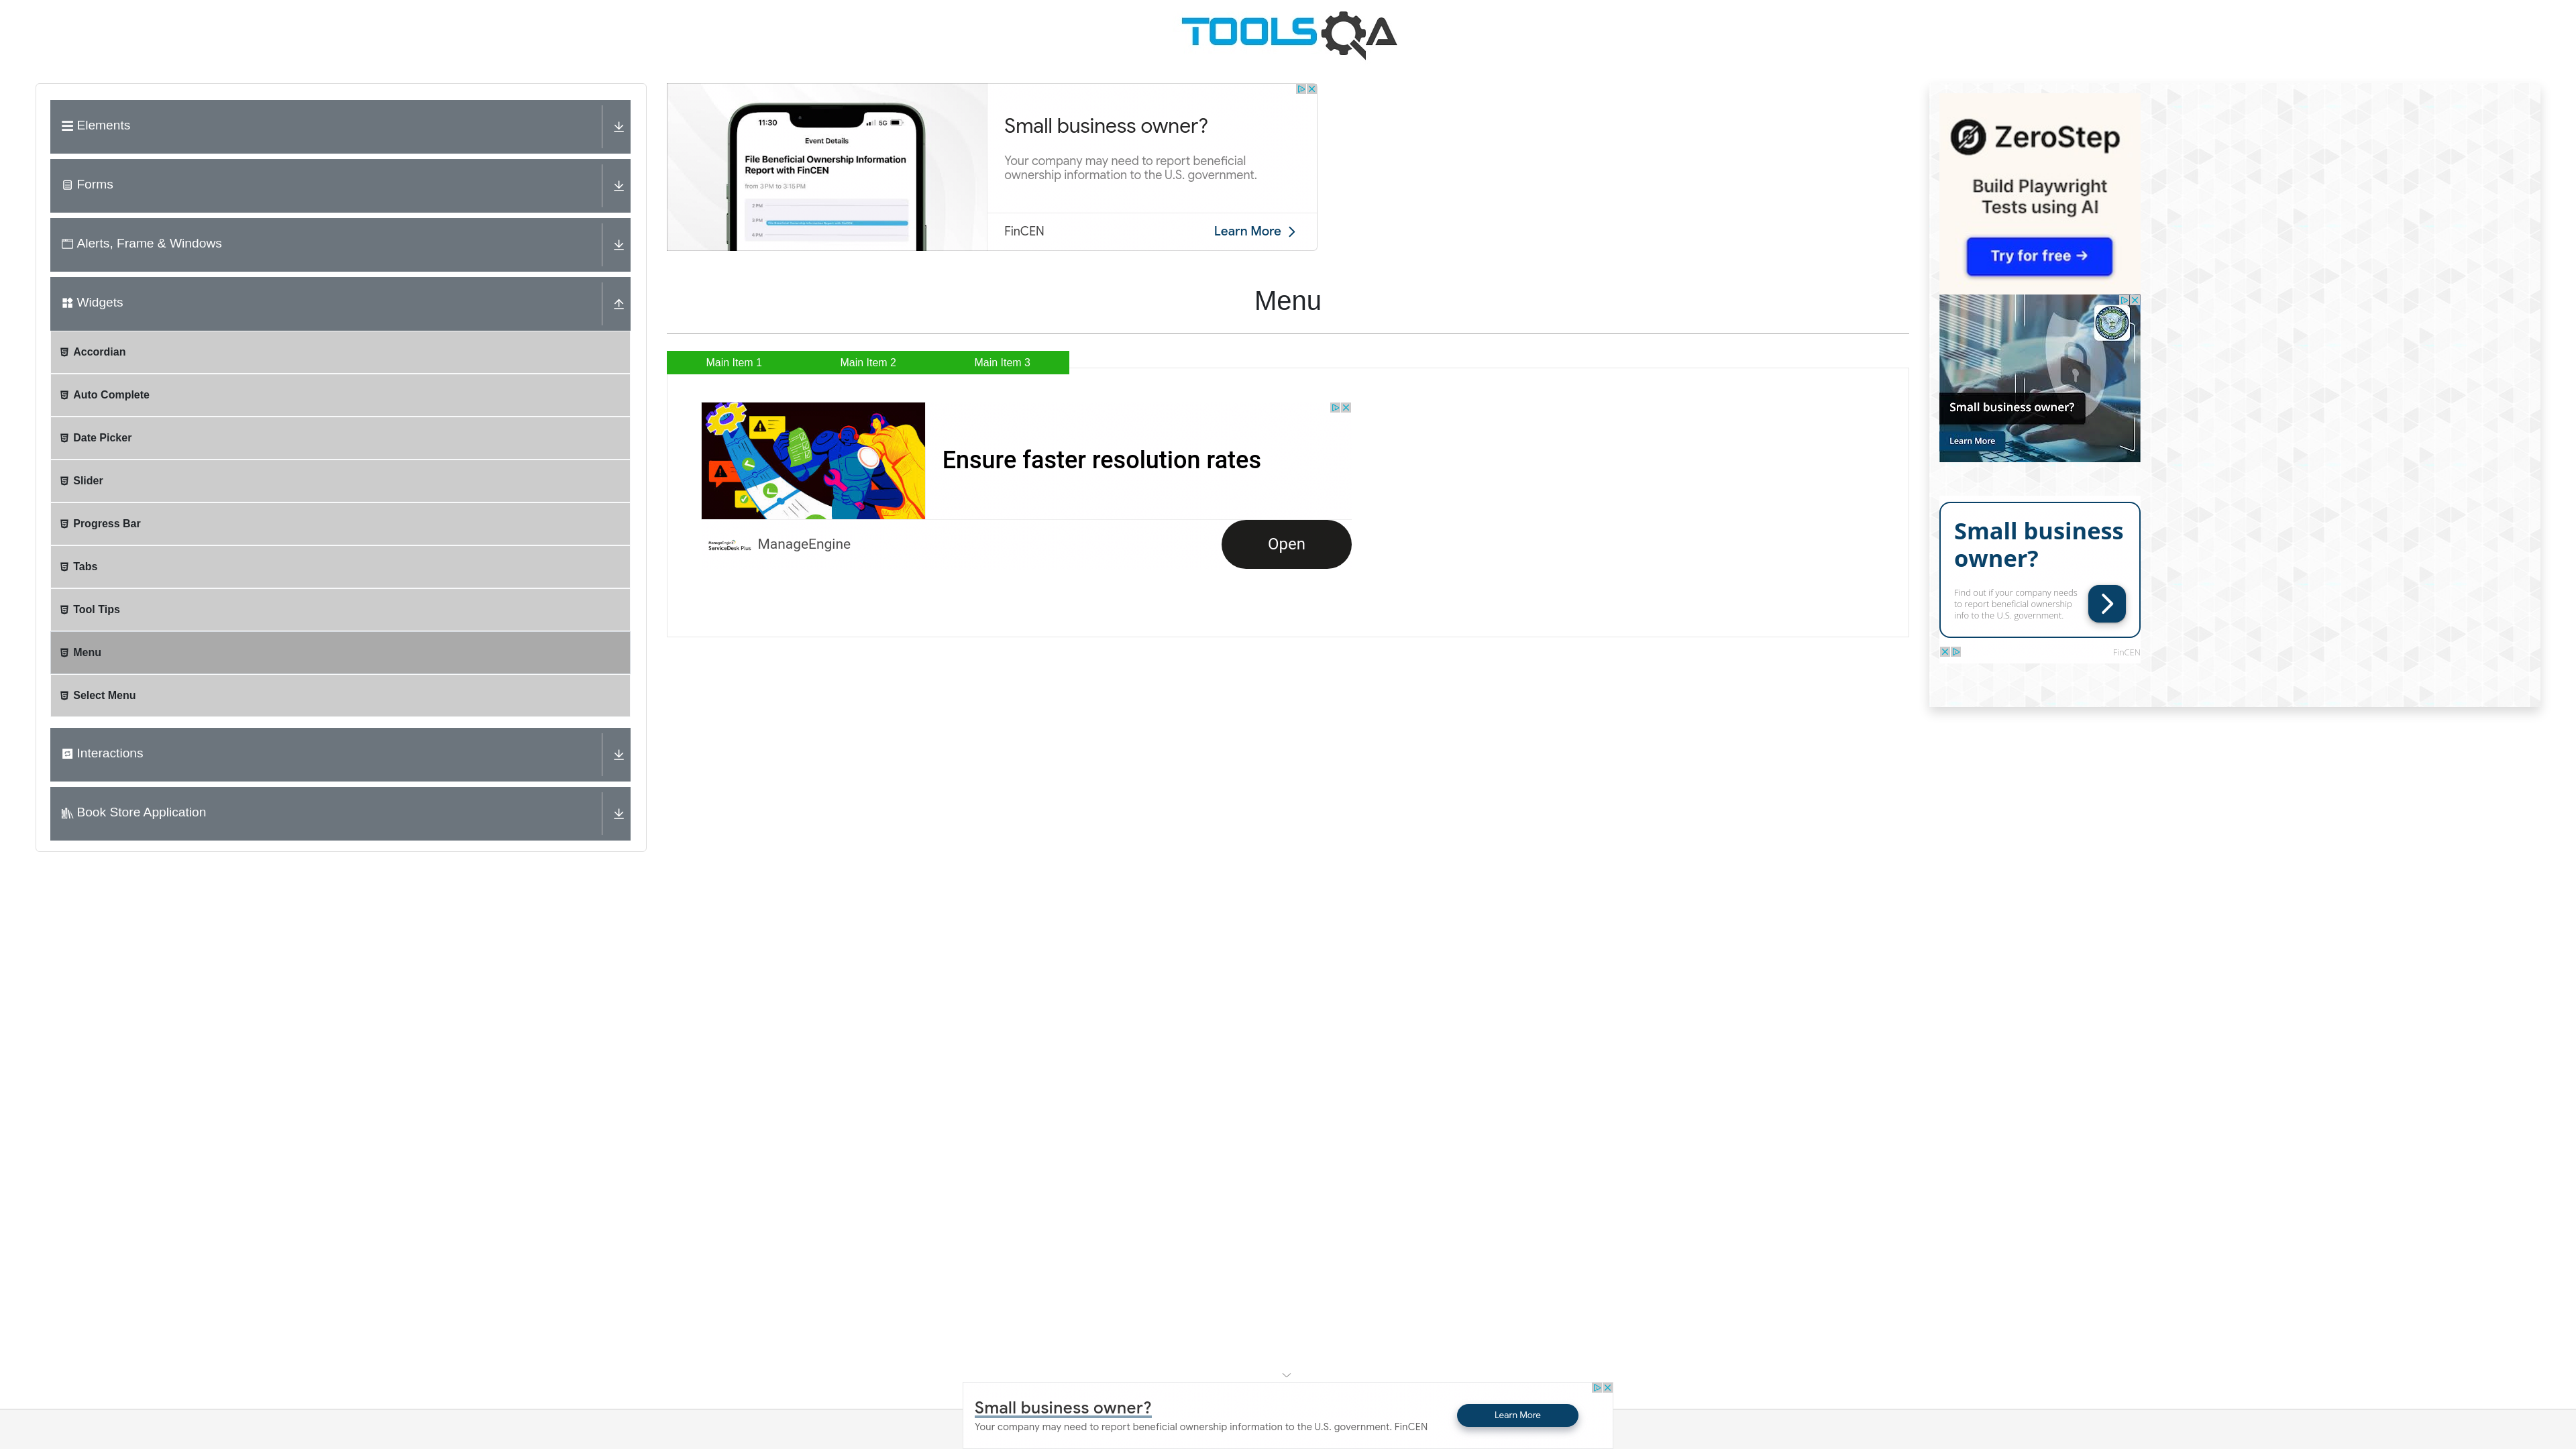 TOOLSQA
Elements
Forms
Alerts, Frame & Windows
Widgets
Accordian
Auto Complete
Date Picker
Slider
Progress Bar
Tabs
Tool Tips
Menu
Select Menu
Interactions
Book Store Application
11:30
5G
Event Details
File Beneficial Ownership Information
Report with FinCEN
from 3PM to 3:15PM
2 PM
3 PM
4 PM
Small business owner?
Your company may need to report beneficial
ownership information to the U.S. government.
FinCEN
Learn More
Menu
Main Item 1
Main Item 2
Main Item 3
Ensure faster resolution rates
ManageEngine
ServiceDesk Plus
ManageEngine
Open
ZeroStep
Build Playwright
Tests using AI
Try for free →
Small business owner?
Learn More
Small business
owner?
Find out if your company needs
to report beneficial ownership
info to the U.S. government.
FinCEN
Small business owner?
Your company may need to report beneficial ownership information to the U.S. government. FinCEN
Learn More